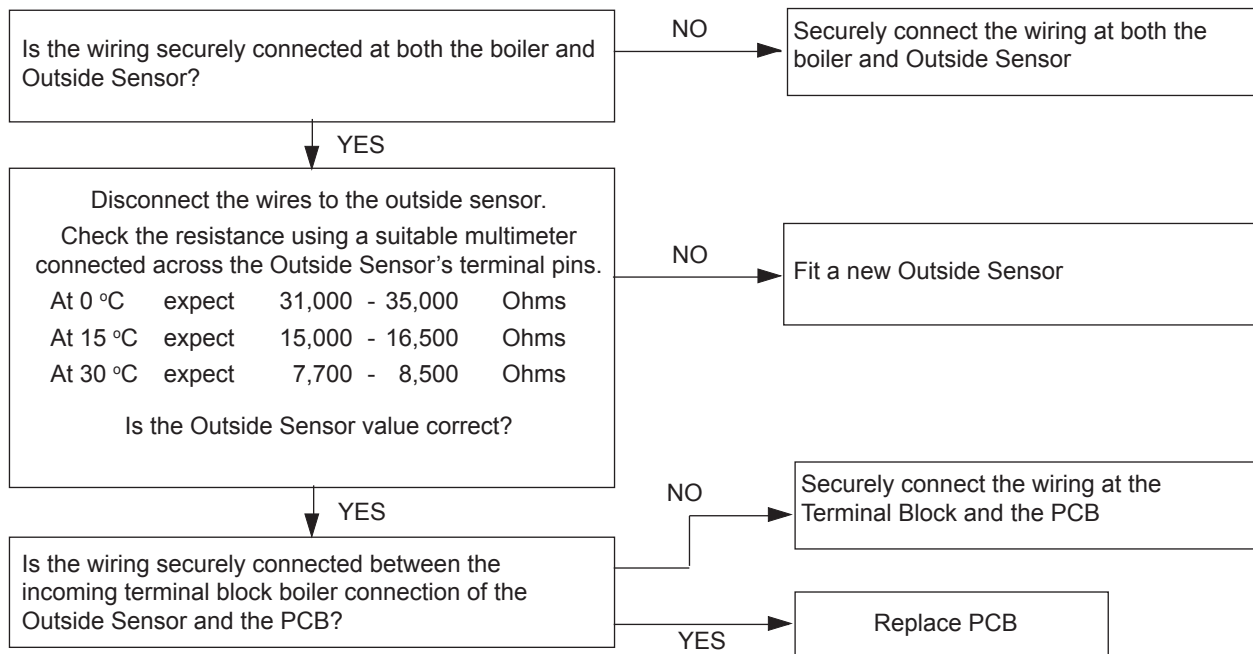 Is the wiring securely connected at both the boiler and
Outside Sensor?
NO
Securely connect the wiring at both the
boiler and Outside Sensor
YES
Disconnect the wires to the outside sensor.
Check the resistance using a suitable multimeter
connected across the Outside Sensor's terminal pins.
At 0 °C expect 31,000 - 35,000 Ohms
At 15 °C expect 15,000 - 16,500 Ohms
At 30 °C expect 7,700 - 8,500 Ohms
Is the Outside Sensor value correct?
NO
Fit a new Outside Sensor
YES
Is the wiring securely connected between the
incoming terminal block boiler connection of the
Outside Sensor and the PCB?
NO
Securely connect the wiring at the
Terminal Block and the PCB
YES
Replace PCB